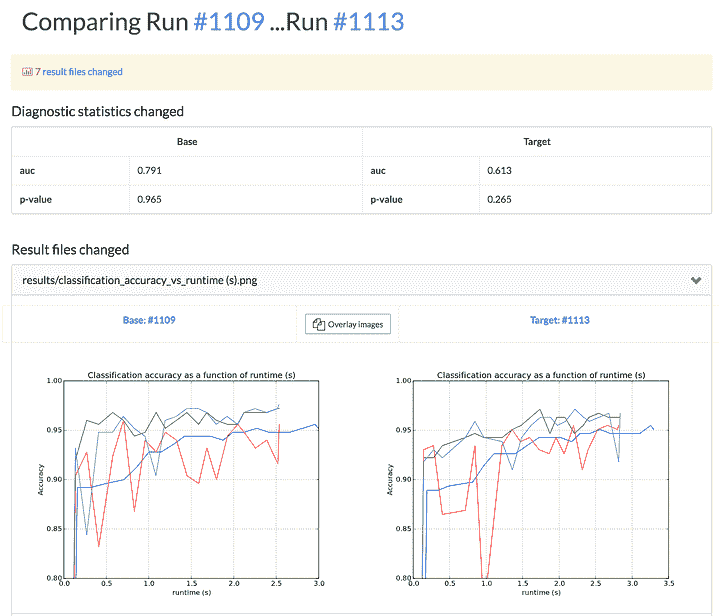 Comparing Run #1109 ...Run #1113
7 result files changed
Diagnostic statistics changed
Base Target
auc 0.791 auc 0.613
p-value 0.965 p-value 0.265
Result files changed
results/classification_accuracy_vs_runtime (s).png
Base: #1109 Overlay images Target: #1113
Classification accuracy as a function of runtime (s) Classification accuracy as a function of runtime (s)
1.00 1.00
0.95 0.95
Accuracy Accuracy
0.90 0.90
0.85 0.85
0.80 0.80
0.0 0.5 1.0 1.5 2.0 2.5 3.0 0.0 0.5 1.0 1.5 2.0 2.5 3.0 3.5
runtime (s) runtime (s)